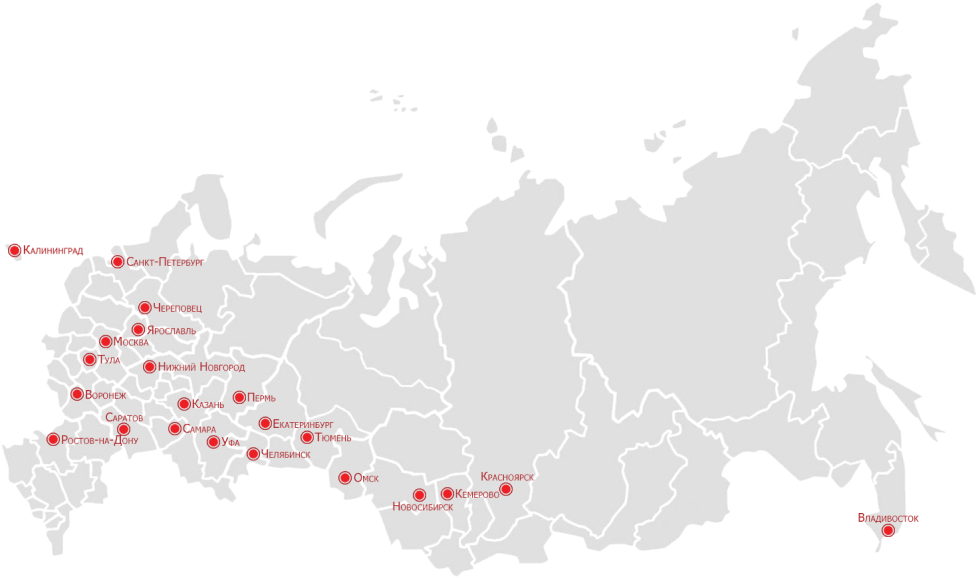 Калининград
Санкт-Петербург
Череповец
Ярославль
Москва
Тула
Нижний Новгород
Воронеж
Пермь
Казань
Саратов
Екатеринбург
Самара
Ростов-на-Дону
Уфа
Тюмень
Челябинск
Омск
Красноярск
Кемерово
Новосибирск
Владивосток